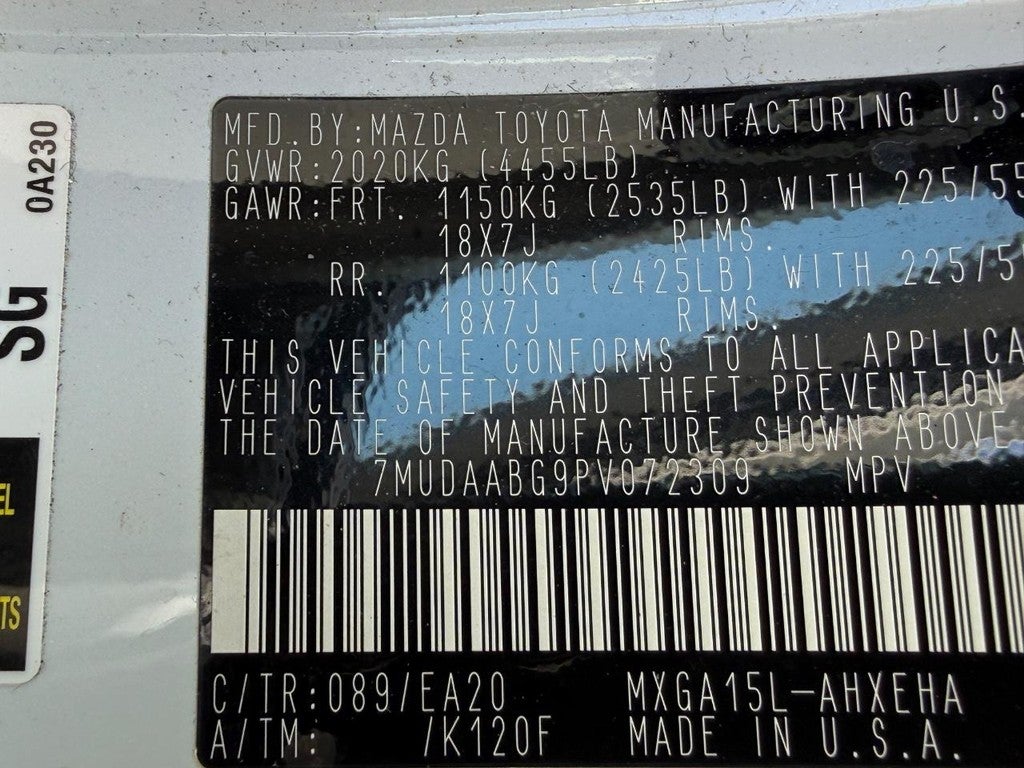 0A230
SG
EL
TS
MFD.BY:MAZDA TOYOTA MANUFACTURING U.S.
GVWR:2020KG (4455LB)
GAWR:FRT. 1150KG (2535LB) WITH 225/55
18X7J RIMS.
RR. 1100KG (2425LB) WITH 225/5
18X7J RIMS.
THIS VEHICLE CONFORMS TO ALL APPLICA
VEHICLE SAFETY AND THEFT PREVENTION
THE DATE OF MANUFACTURE SHOWN ABOVE
7MUDAABG9PV072309 MPV
C/TR:089/EA20 MXGA15L-AHXEHA
A/TM: /K120F MADE IN U.S.A.